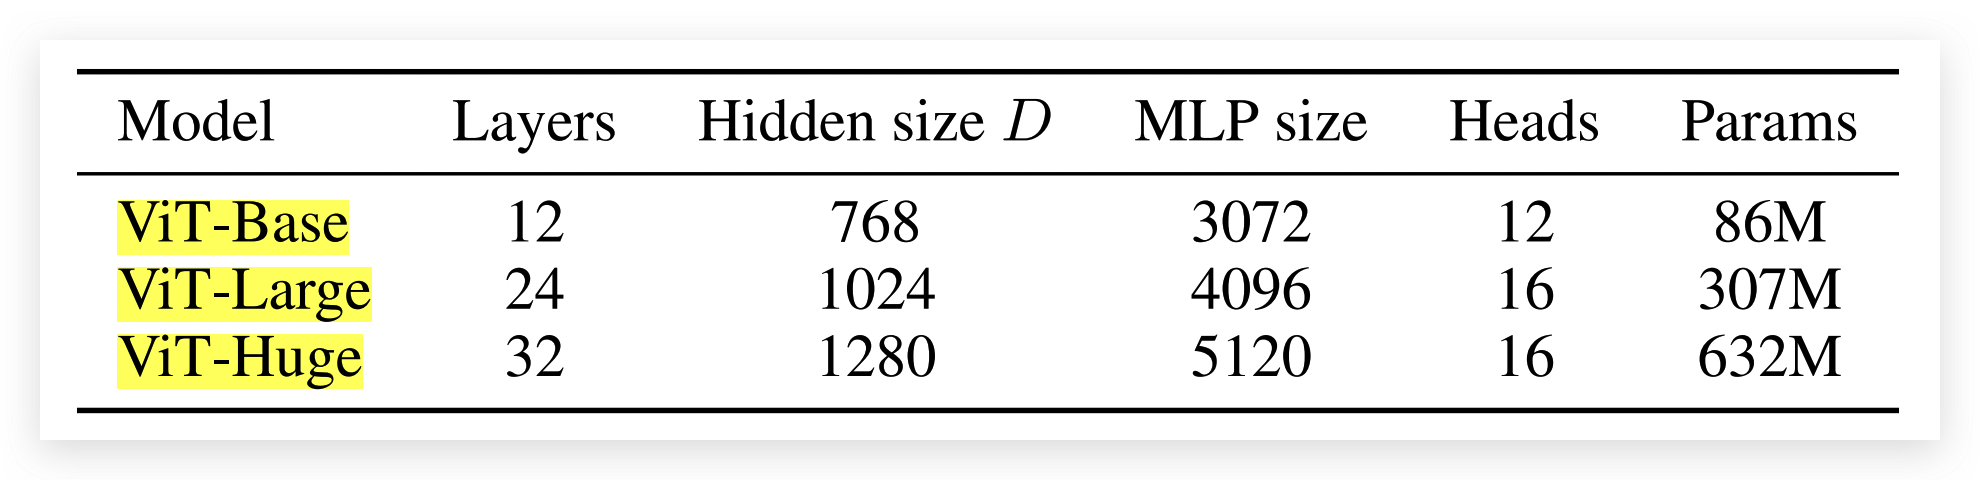 Model Layers Hidden size D MLP size Heads Params
ViT-Base 12 768 3072 12 86M
ViT-Large 24 1024 4096 16 307M
ViT-Huge 32 1280 5120 16 632M